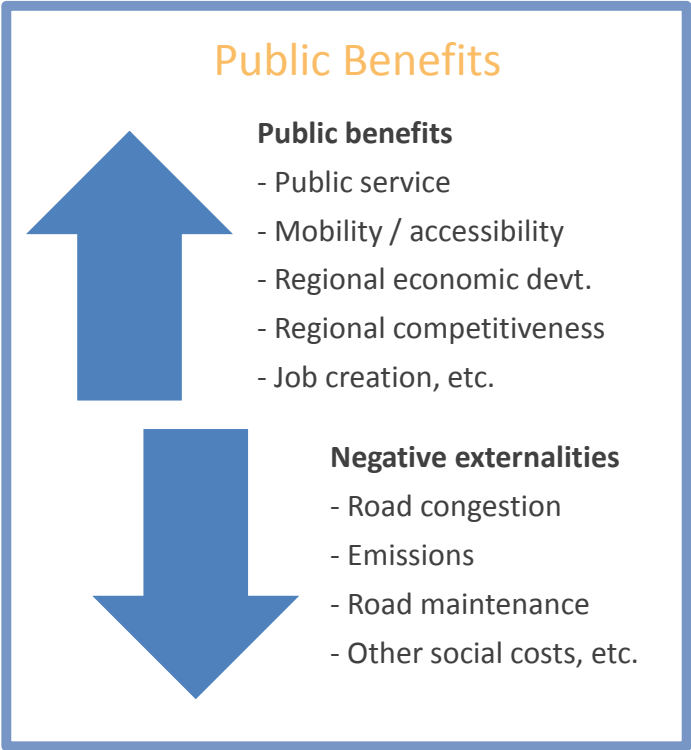 Public Benefits
Public benefits
- Public service
- Mobility / accessibility
- Regional economic devt.
- Regional competitiveness
- Job creation, etc.
Negative externalities
- Road congestion
- Emissions
- Road maintenance
- Other social costs, etc.